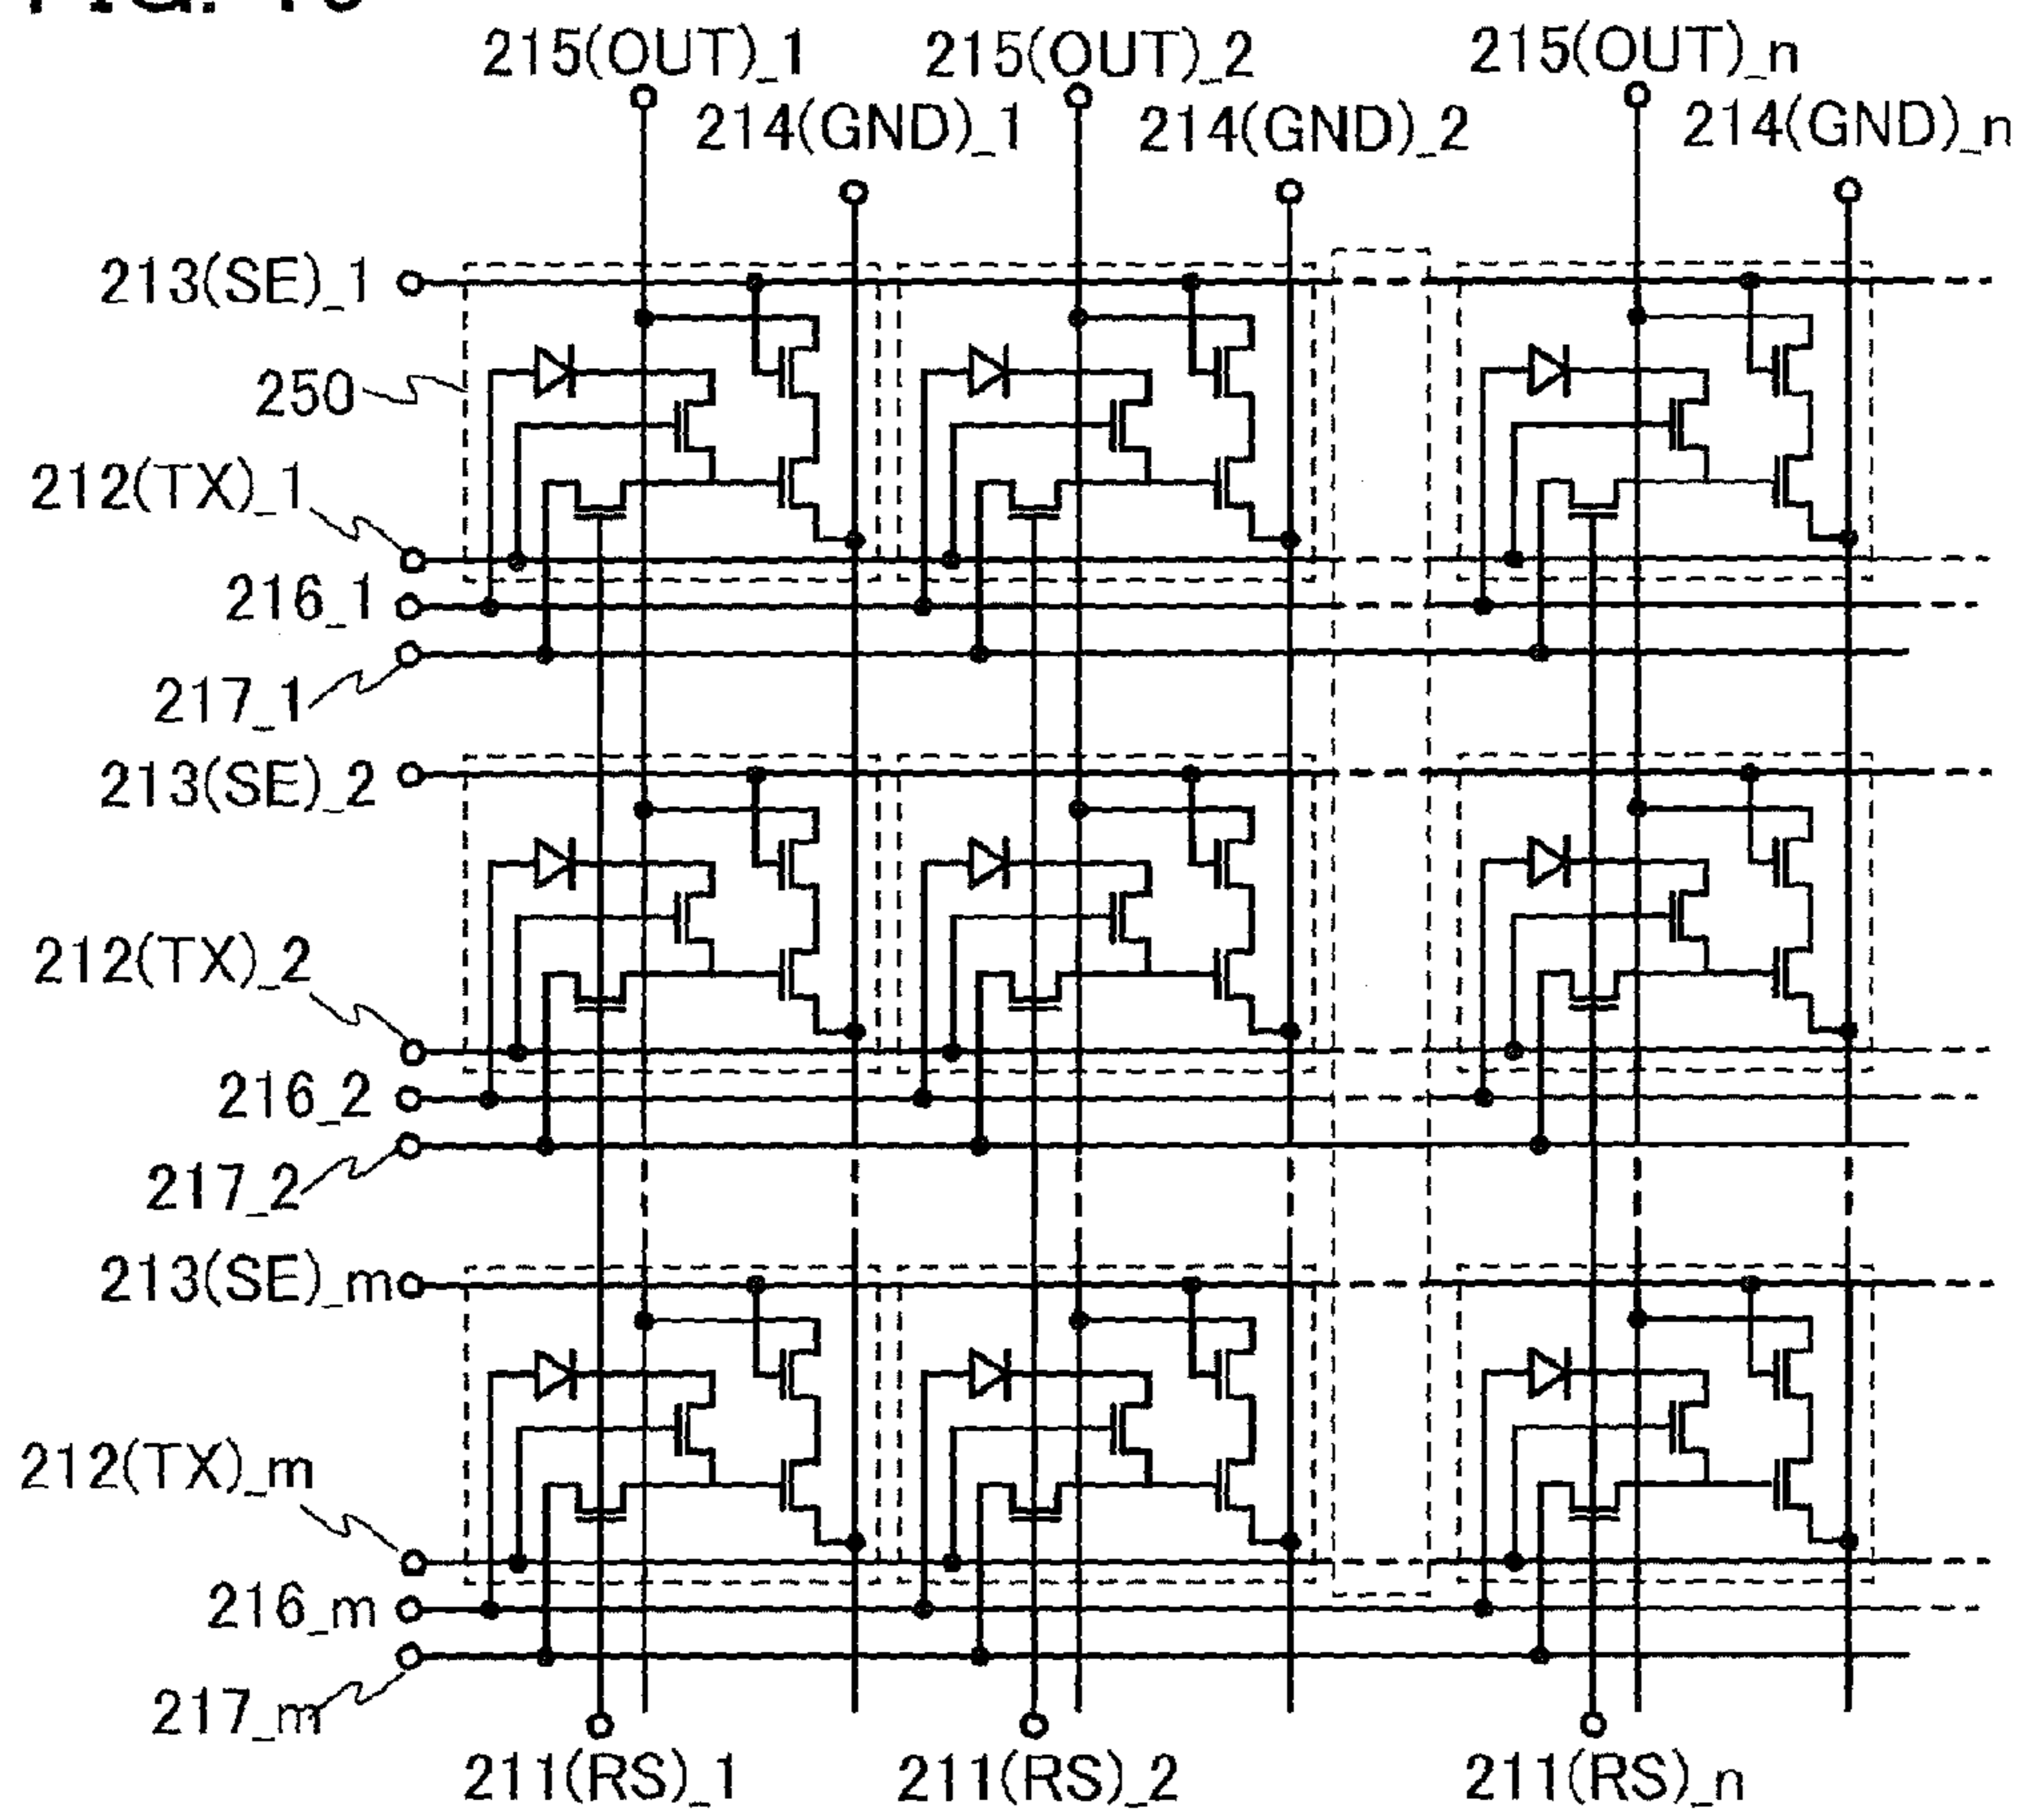 215(OUT)_1 215(OUT)_2 215(OUT)_n
214(GND)_1 214(GND)_2 214(GND)_n
213(SE)_1
250
212(TX)_1
216_1
217_1
213(SE)_2
212(TX)_2
216_2
217_2
213(SE)_m
212(TX)_m
216_m
217_m
211(RS)_1 211(RS)_2 211(RS)_n